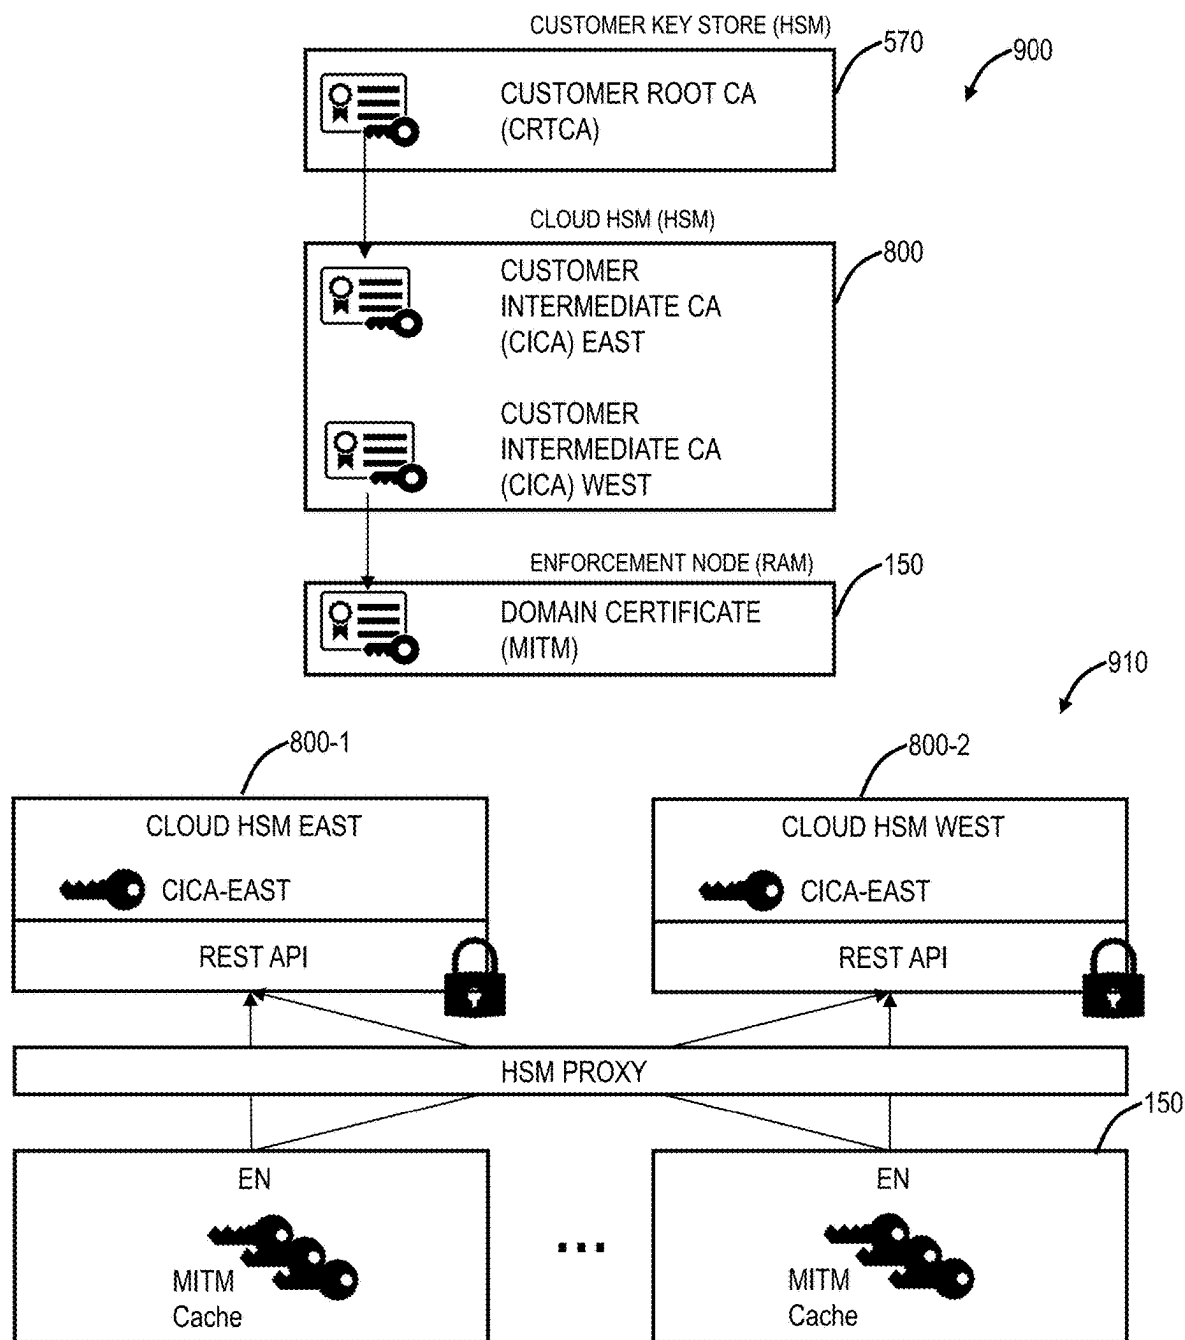 CUSTOMER KEY STORE (HSM)
570
900
CUSTOMER ROOT CA
(CRTCA)
CLOUD HSM (HSM)
800
CUSTOMER
INTERMEDIATE CA
(CICA) EAST
CUSTOMER
INTERMEDIATE CA
(CICA) WEST
ENFORCEMENT NODE (RAM)
150
DOMAIN CERTIFICATE
(MITM)
910
800-1
800-2
CLOUD HSM EAST
CICA-EAST
REST API
CLOUD HSM WEST
CICA-EAST
REST API
HSM PROXY
150
EN
MITM
Cache
...
EN
MITM
Cache